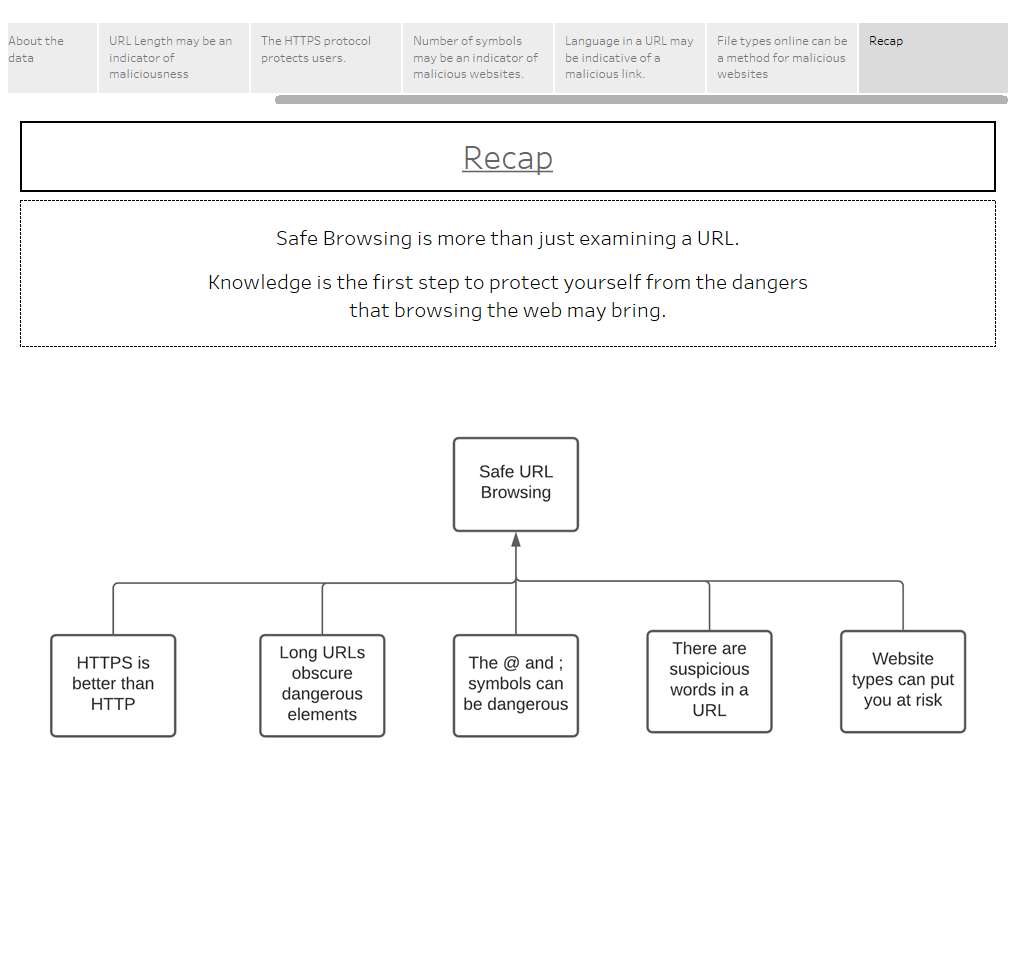 About the
data
URL Length may be an
indicator of
maliciousness
The HTTPS protocol
protects users.
Number of symbols
may be an indicator of
malicious websites.
Language in a URL may
be indicative of a
malicious link.
File types online can be
a method for malicious
websites
Recap
Recap
Safe Browsing is more than just examining a URL.
Knowledge is the first step to protect yourself from the dangers
that browsing the web may bring.
Safe URL
Browsing
HTTPS is
better than
HTTP
Long URLs
obscure
dangerous
elements
The @ and ;
symbols can
be dangerous
There are
suspicious
words in a
URL
Website
types can put
you at risk